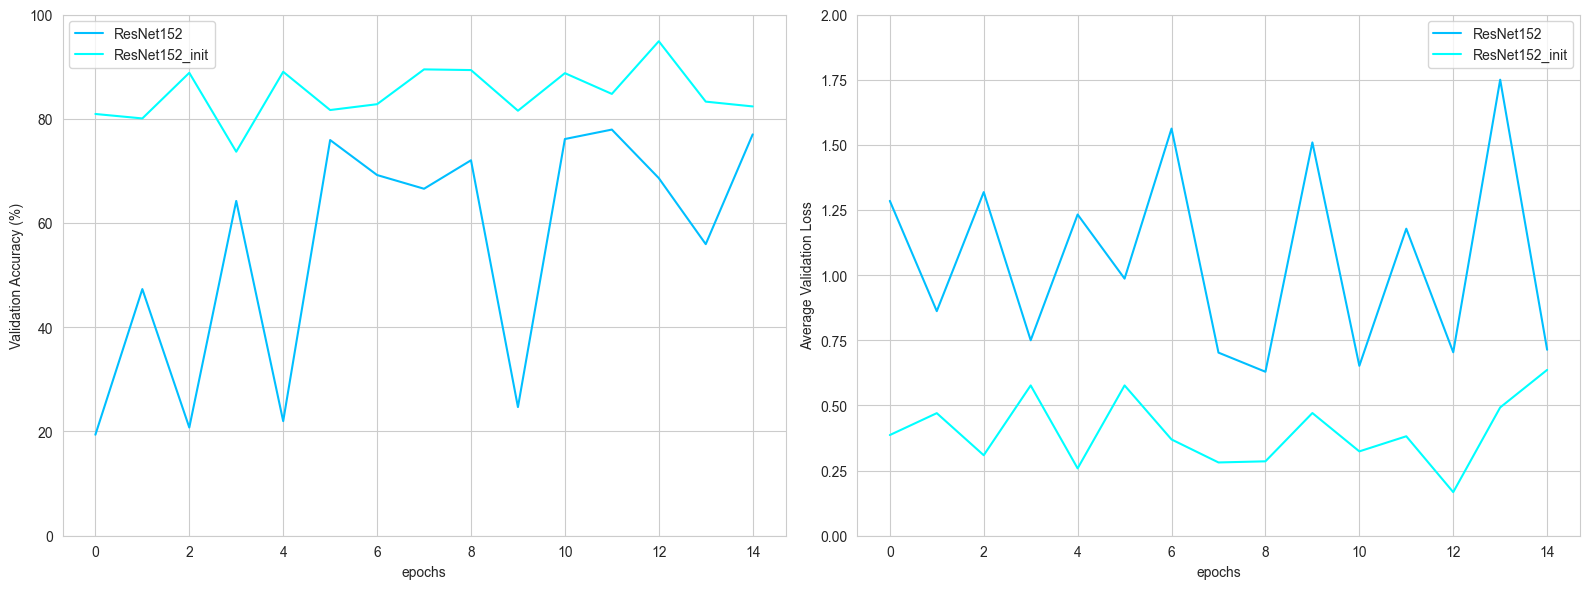 ResNet152
ResNet152_init
Validation Accuracy (%)
100
80
60
40
20
0
0 2 4 6 8 10 12 14
epochs
ResNet152
ResNet152_init
Average Validation Loss
2.00
1.75
1.50
1.25
1.00
0.75
0.50
0.25
0.00
0 2 4 6 8 10 12 14
epochs